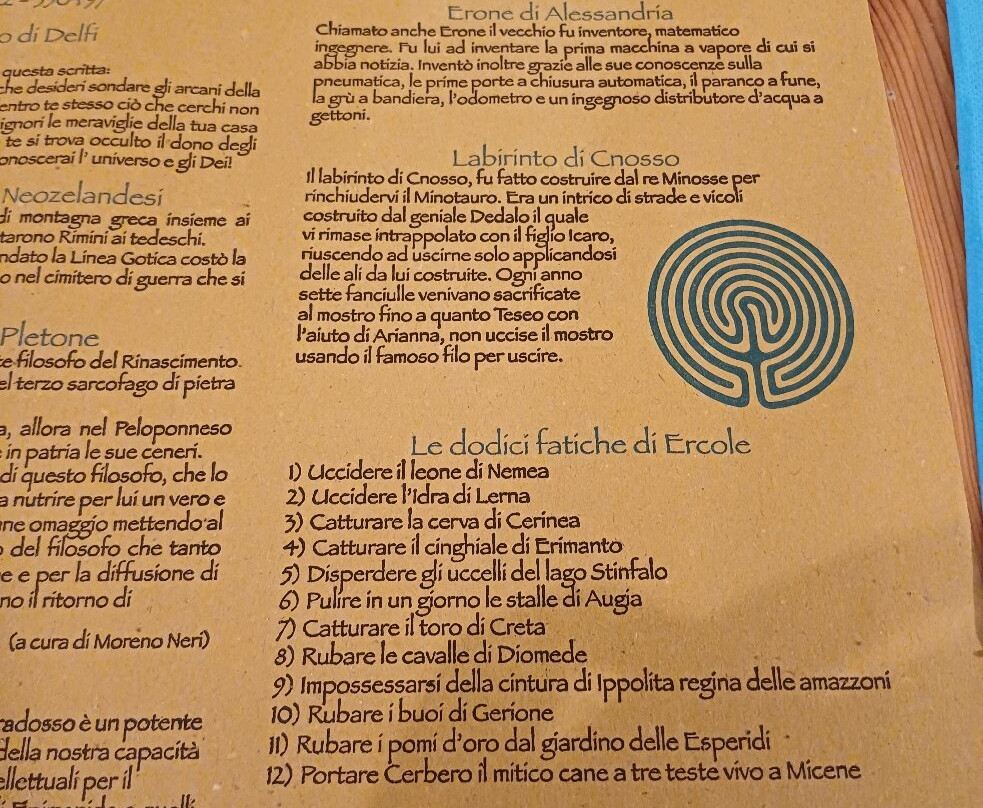 o di Delfi
questa scritta:
che desideri sondare gli arcani della
entro te stesso ciò che cerchi non
ignori le meraviglie della tua casa
te si trova occulto il dono degli
onoscerai l' universo e gli Dei!
Neozelandesi
di montagna greca insieme ai
tarono Rimini ai tedeschi.
ndato la Linea Gotica costò la
o nel cimitero di guerra che si
Pletone
te filosofo del Rinascimento.
el terzo sarcofago di pietra
a, allora nel Peloponneso
in patria le sue ceneri.
di questo filosofo, che lo
a nutrire per lui un vero e
ne omaggio mettendo al
o del filosofo che tanto
e e per la diffusione di
no il ritorno di
(a cura di Moreno Neri)
radosso è un potente
della nostra capacità
ellettuali per il
Erone di Alessandria
Chiamato anche Erone il vecchio fu inventore, matematico
ingegnere. Fu lui ad inventare la prima macchina a vapore di cui si
abbia notizia. Inventò inoltre grazie alle sue conoscenze sulla
pneumatica, le prime porte a chiusura automatica, il paranco a fune,
la grù a bandiera, l'odometro e un ingegnoso distributore d'acqua a
gettoni.
Labirinto di Cnosso
Il labirinto di Cnosso, fu fatto costruire dal re Minosse per
rinchiudervi il Minotauro. Era un intrico di strade e vicoli
costruito dal geniale Dedalo il quale
vi rimase intrappolato con il figlio Icaro,
riuscendo ad uscirne solo applicandosi
delle ali da lui costruite. Ogni anno
sette fanciulle venivano sacrificate
al mostro fino a quanto Teseo con
l'aiuto di Arianna, non uccise il mostro
usando il famoso filo per uscire.
Le dodici fatiche di Ercole
1) Uccidere il leone di Nemea
2) Uccidere l'Idra di Lerna
3) Catturare la cerva di Cerinea
4) Catturare il cinghiale di Erimanto
5) Disperdere gli uccelli del lago Stinfalo
6) Pulire in un giorno le stalle di Augia
7) Catturare il toro di Creta
8) Rubare le cavalle di Diomede
9) Impossessarsi della cintura di Ippolita regina delle amazzoni
10) Rubare i buoi di Gerione
11) Rubare i pomi d'oro dal giardino delle Esperidi
12) Portare Cerbero il mitico cane a tre teste vivo a Micene